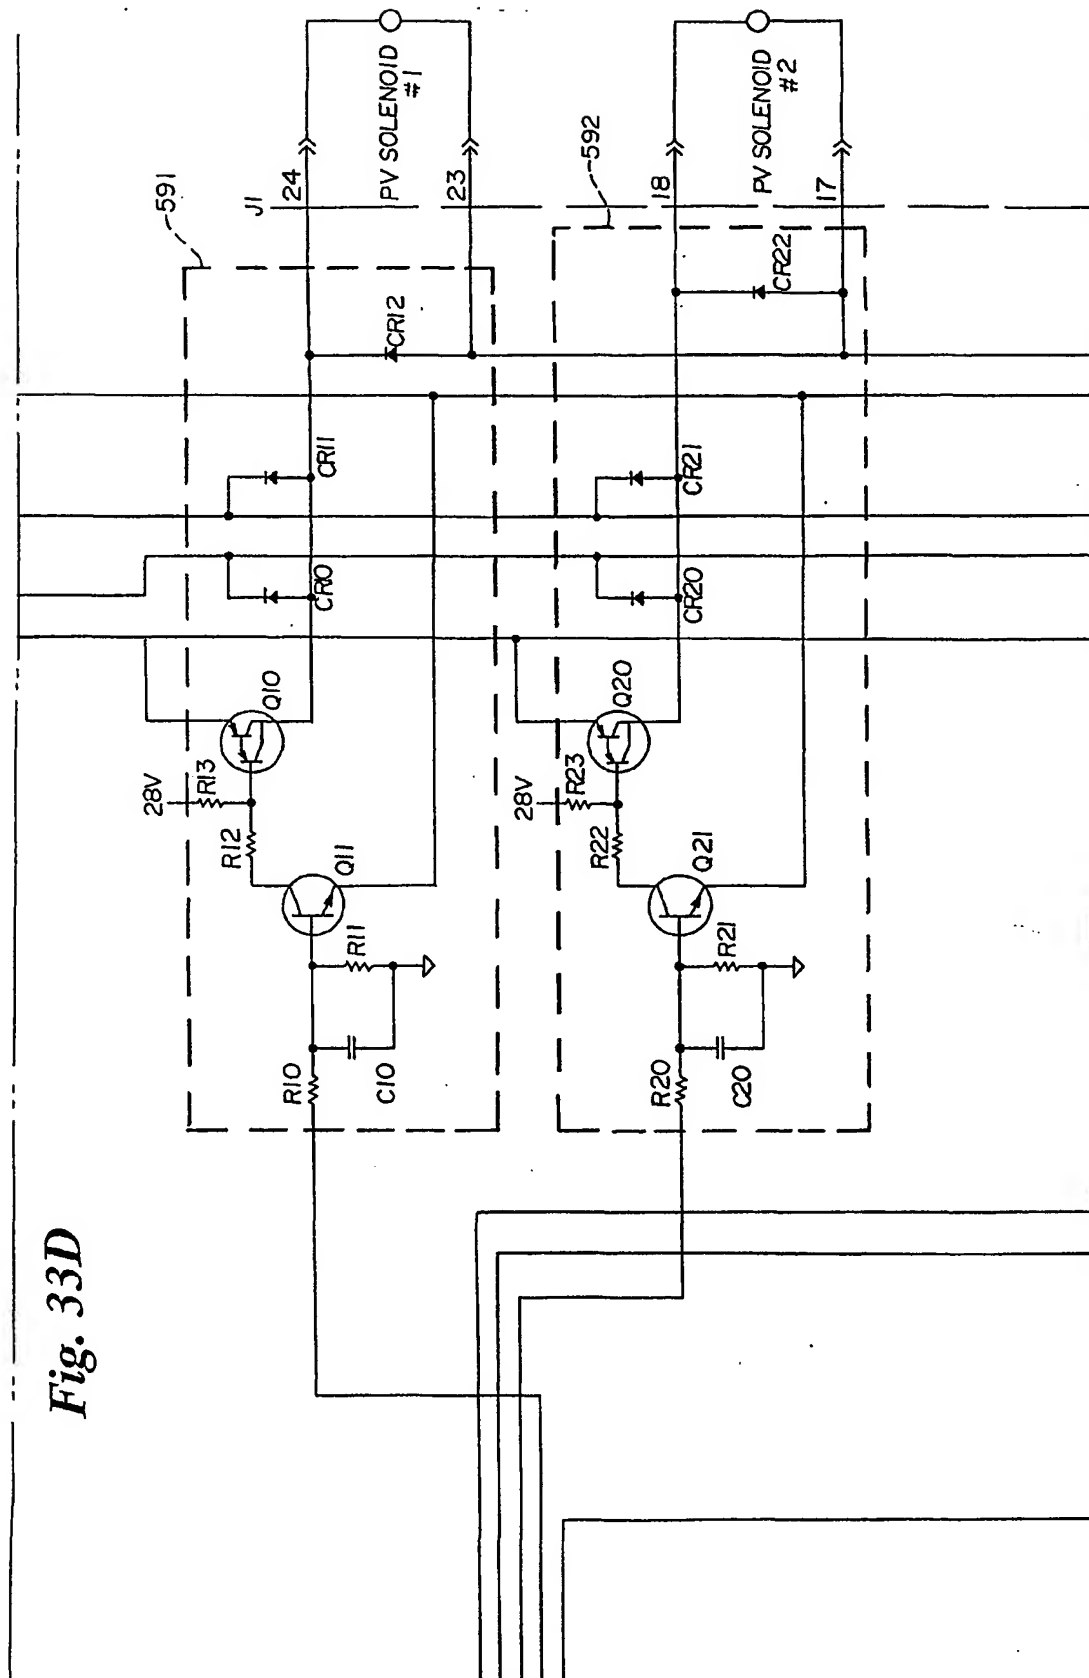 Fig. 33D
591
J1
24
PV SOLENOID
#1
23
CR12
CR11
CR10
Q10
28V
R13
R12
Q11
R11
R10
C10
592
18
PV SOLENOID
#2
17
CR22
CR21
CR20
Q20
28V
R23
R22
Q21
R21
R20
C20